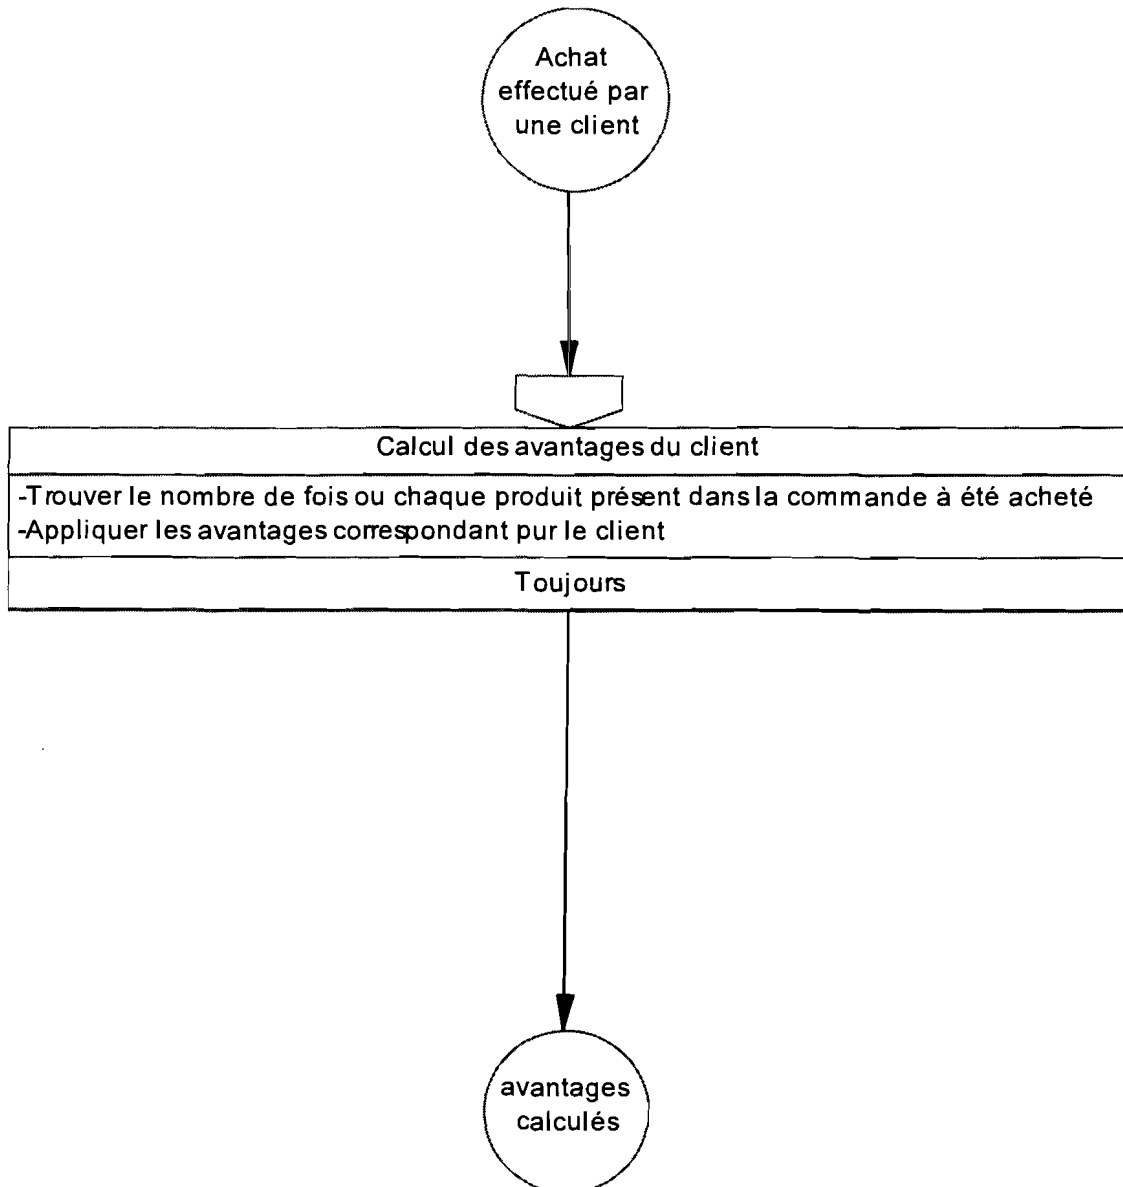 Achat
effectué par
une client
Calcul des avantages du client
-Trouver le nombre de fois ou chaque produit présent dans la commande à été acheté
-Appliquer les avantages correspondant pur le client
Toujours
avantages
calculés